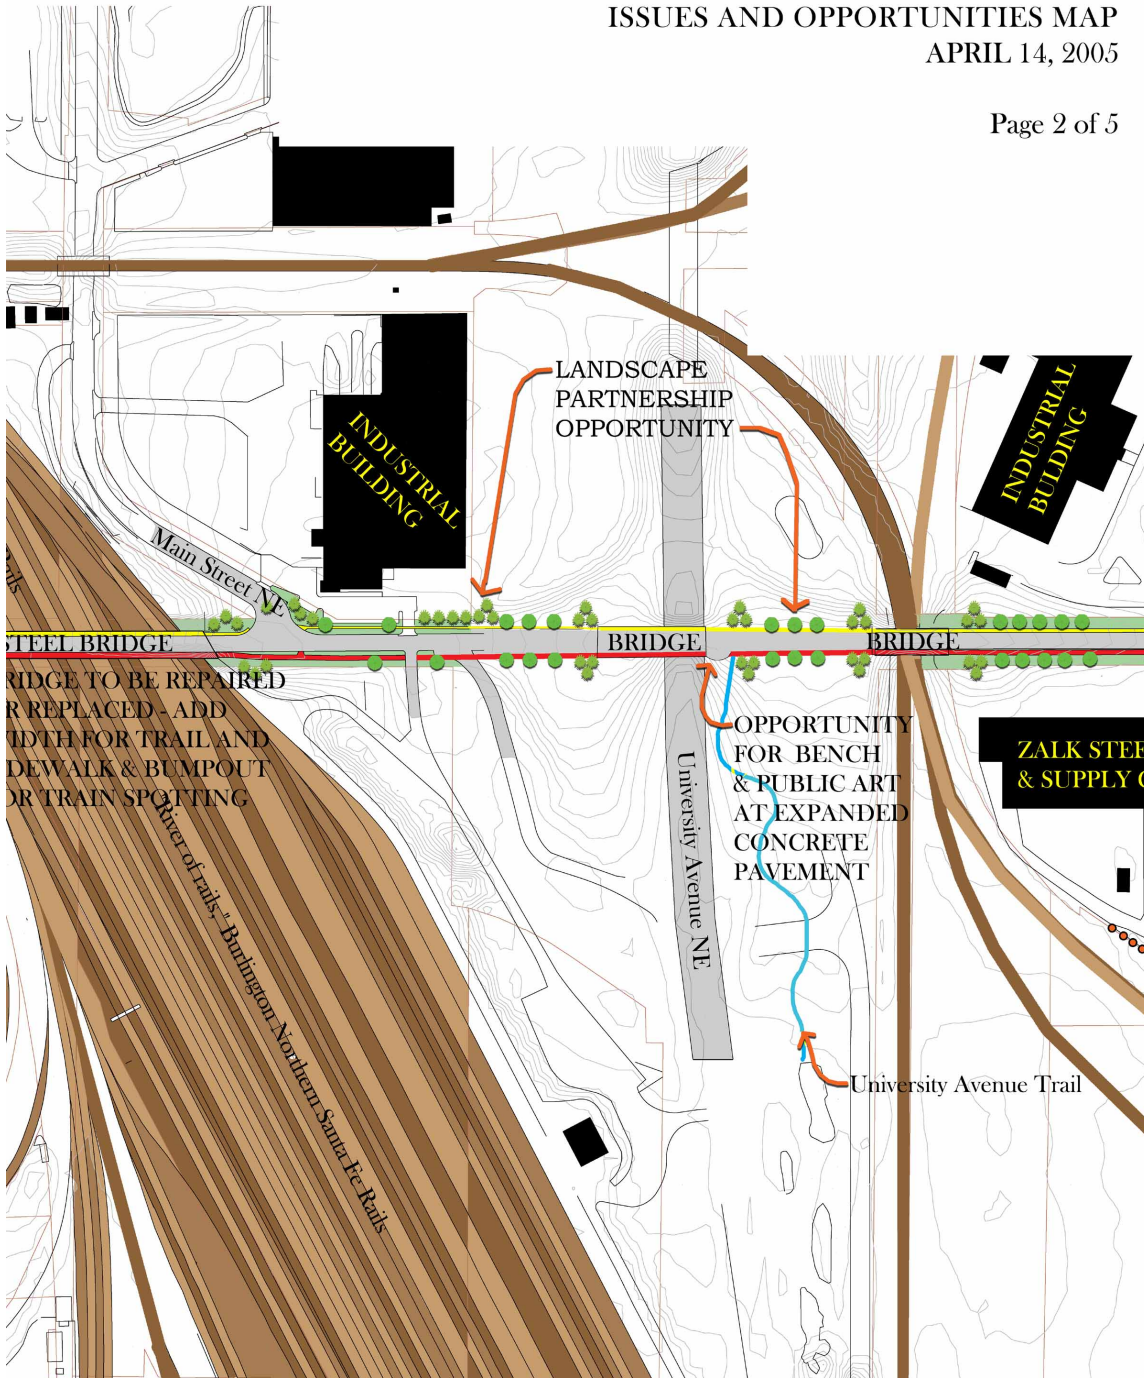 ISSUES AND OPPORTUNITIES MAP
APRIL 14, 2005
Page 2 of 5
LANDSCAPE
PARTNERSHIP
OPPORTUNITY
INDUSTRIAL
BUILDING
INDUSTRIAL
BULDING
Rails
Main Street NE
STEEL BRIDGE
BRIDGE
BRIDGE
RIDGE TO BE REPAIRED
R REPLACED - ADD
IDTH FOR TRAIL AND
DEWALK & BUMPOUT
OR TRAIN SPOTTING
OPPORTUNITY
FOR BENCH
& PUBLIC ART
AT EXPANDED
CONCRETE
PAVEMENT
ZALK STEE
& SUPPLY C
University Avenue NE
"River of rails," Burlington Northern Santa Fe Rails
University Avenue Trail